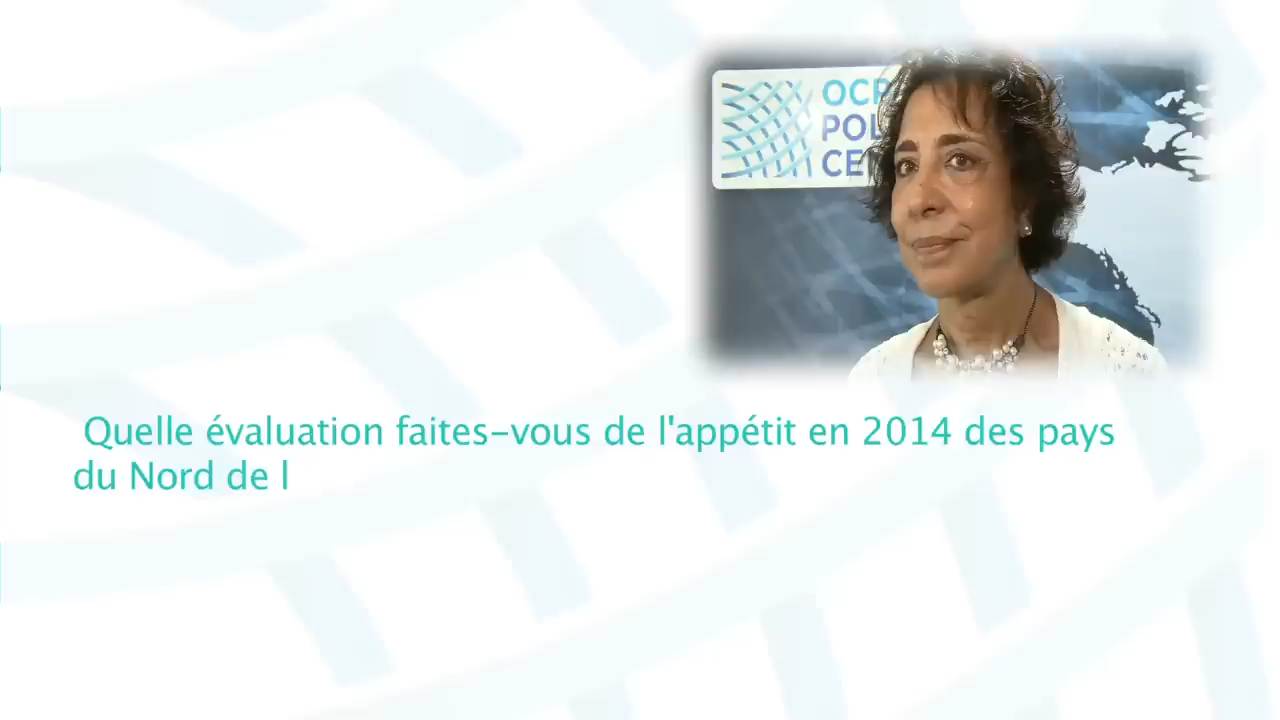 OCP
POL
CEN
Quelle évaluation faites-vous de l'appétit en 2014 des pays
du Nord de l